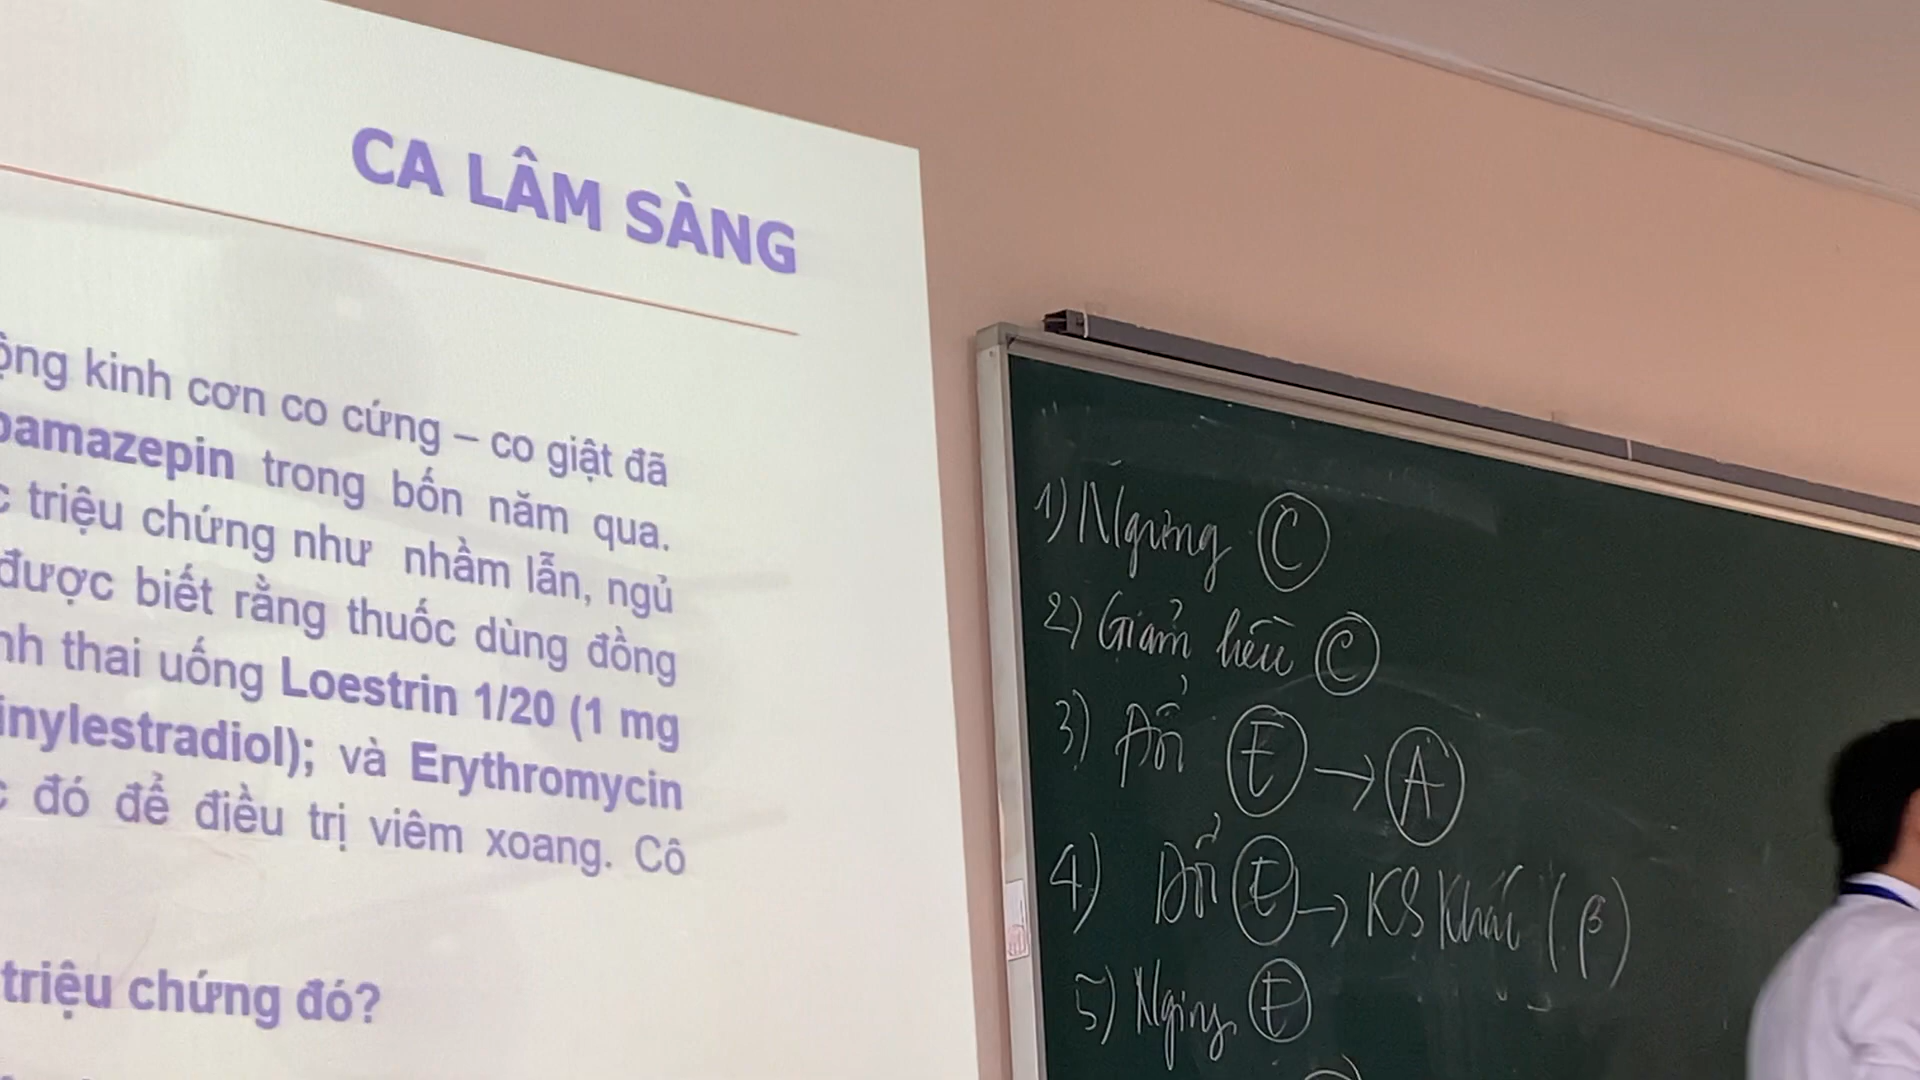 CA LÂM SÀNG
ộng kinh cơn co cứng – co giật đã
bamazepin trong bốn năm qua.
c triệu chứng như nhầm lẫn, ngủ
được biết rằng thuốc dùng đồng
nh thai uống Loestrin 1/20 (1 mg
inylestradiol); và Erythromycin
c đó để điều trị viêm xoang. Cô
triệu chứng đó?
1) Ngưng C
2) Giảm liều C
3) Đổi E → A
4) Đổi E → KS khác (β)
5) Ngưng E